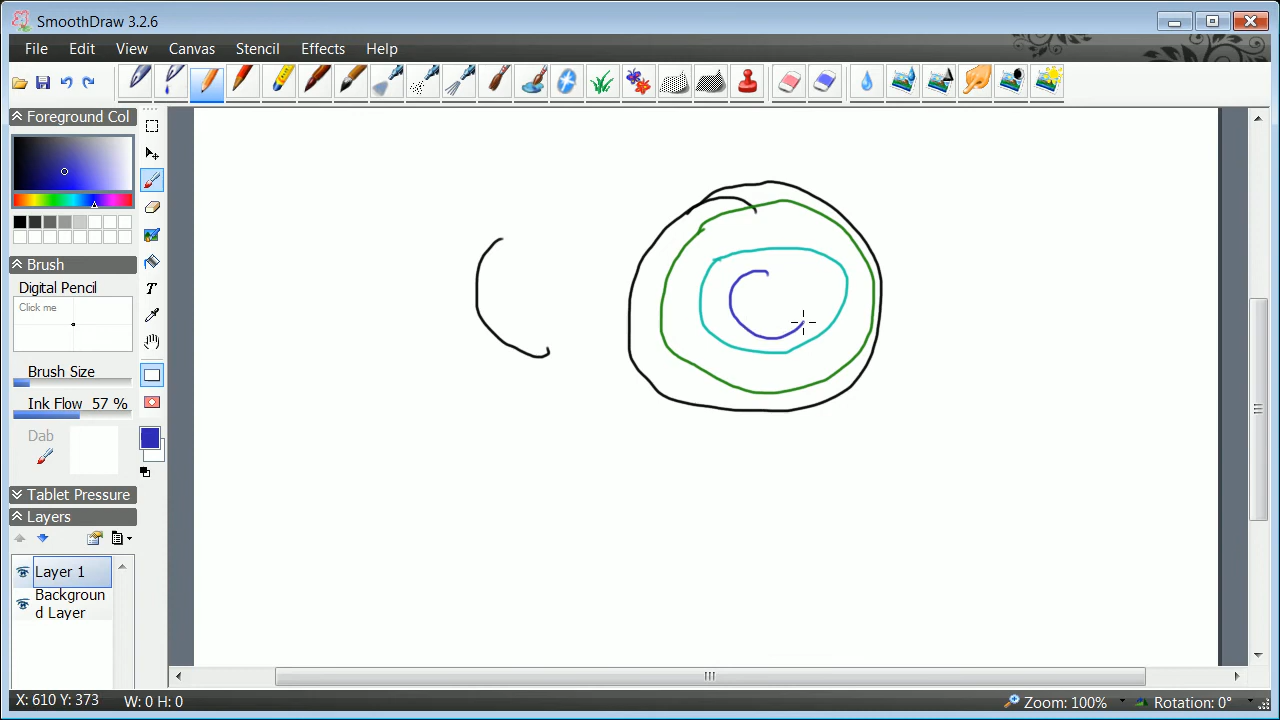 SmoothDraw 3.2.6
File Edit View Canvas Stencil Effects Help
Foreground Col
Brush
Digital Pencil
Click me
Brush Size
Ink Flow 57 %
Dab
Tablet Pressure
Layers
Layer 1
Backgroun
d Layer
X: 610 Y: 373 W: 0 H: 0 Zoom: 100% Rotation: 0°